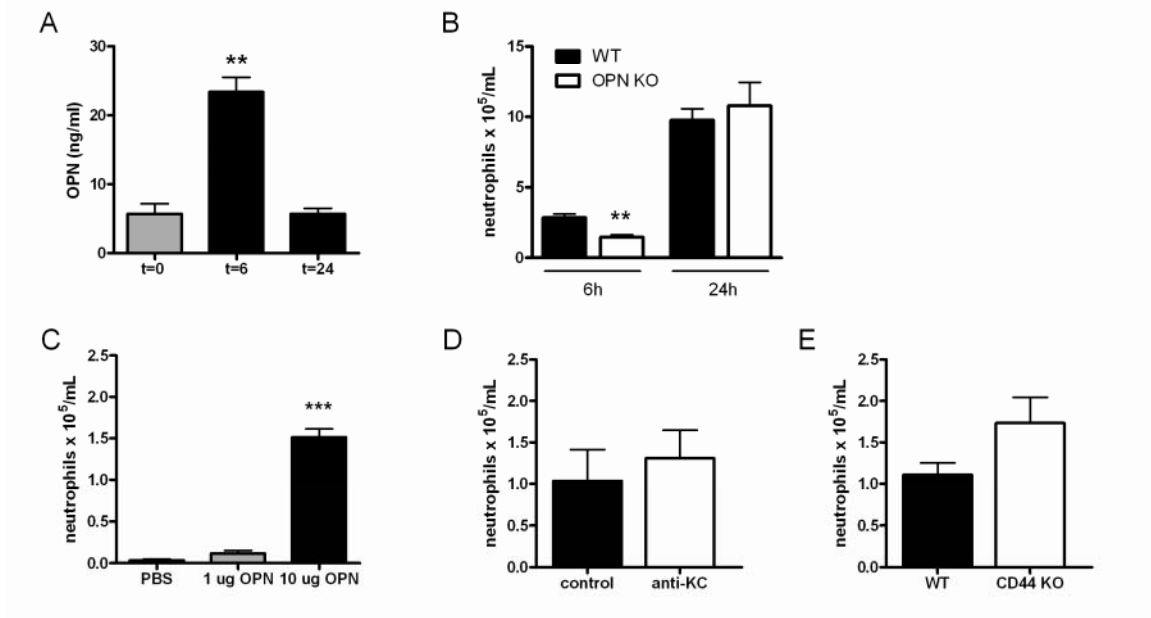 A
OPN (ng/ml)
30
20
10
0
**
t=0
t=6
t=24
B
neutrophils x 10⁵/mL
15
10
5
0
WT
OPN KO
**
6h
24h
C
neutrophils x 10⁵/mL
2.5
2.0
1.5
1.0
0.5
0.0
***
PBS
1 ug OPN
10 ug OPN
D
neutrophils x 10⁵/mL
2.5
2.0
1.5
1.0
0.5
0.0
control
anti-KC
E
neutrophils x 10⁵/mL
2.5
2.0
1.5
1.0
0.5
0.0
WT
CD44 KO